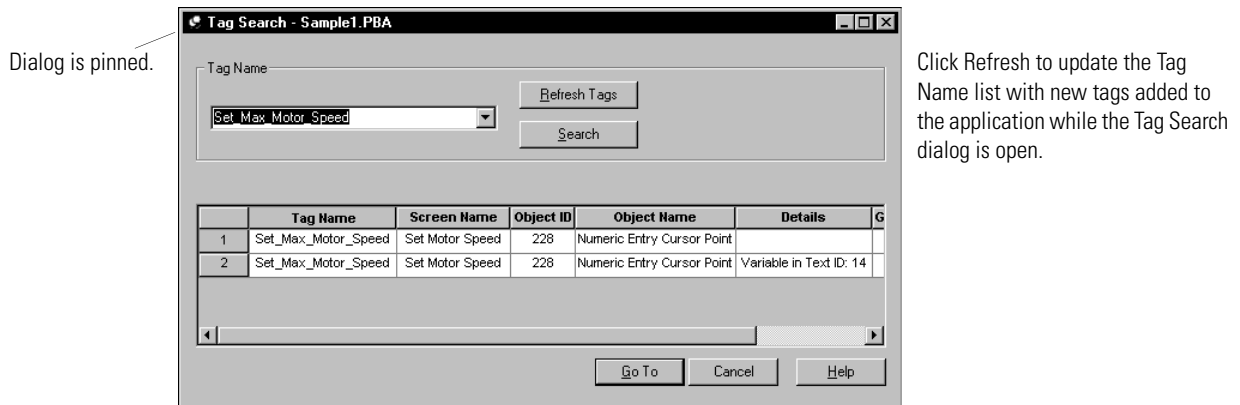 Tag Search - Sample1.PBA
Dialog is pinned.
Tag Name
Set_Max_Motor_Speed
Refresh Tags
Search
Click Refresh to update the Tag
Name list with new tags added to
the application while the Tag Search
dialog is open.
Tag Name Screen Name Object ID Object Name Details G
1 Set_Max_Motor_Speed Set Motor Speed 228 Numeric Entry Cursor Point
2 Set_Max_Motor_Speed Set Motor Speed 228 Numeric Entry Cursor Point Variable in Text ID: 14
Go To Cancel Help